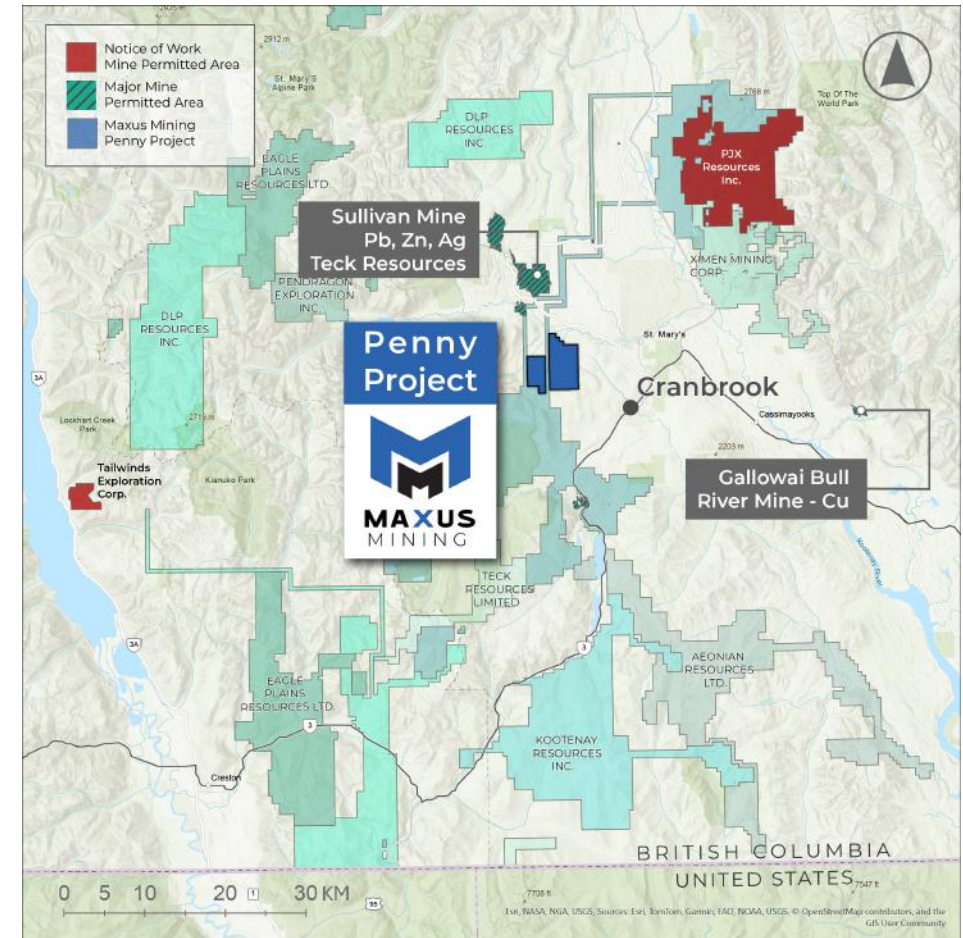 2912 m
Notice of Work
Mine Permitted Area
Major Mine
Permitted Area
Maxus Mining
Penny Project
St. Mary's
Alpine Park
2768 m
Top Of The
World Park
DLP
RESOURCES
INC
EAGLE
PLAINS
RESOURCES LTD.
PJX
Resources
Inc.
Sullivan Mine
Pb, Zn, Ag
Teck Resources
XIMEN MINING
CORP.
PENDRAGON
EXPLORATION
INC.
DLP
RESOURCES
INC.
St. Mary's
Penny
Project
MAXUS
MINING
Cranbrook
3A
Cassimayooks
Lockhart Creek
Park
Kianuko Park
2203 m
Tailwinds
Exploration
Corp.
Gallowai Bull
River Mine - Cu
Kootenay River
TECK
RESOURCES
LIMITED
3A
3
AEONIAN
RESOURCES
LTD.
EAGLE
PLAINS
RESOURCES LTD.
3
KOOTENAY
RESOURCES
INC.
Creston
BRITISH COLUMBIA
UNITED STATES
7547 ft
7708 ft
0 5 10 20 30 KM
1
95
Esri, NASA, NGA, USGS, Sources: Esri, TomTom, Garmin, FAO, NOAA, USGS, © OpenStreetMap contributors, and the
GIS User Community